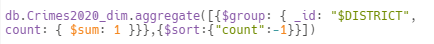 db.Crimes2020_dim.aggregate([{$group: { _id: "$DISTRICT",
count: { $sum: 1 }}},{$sort:{"count":-1}}])